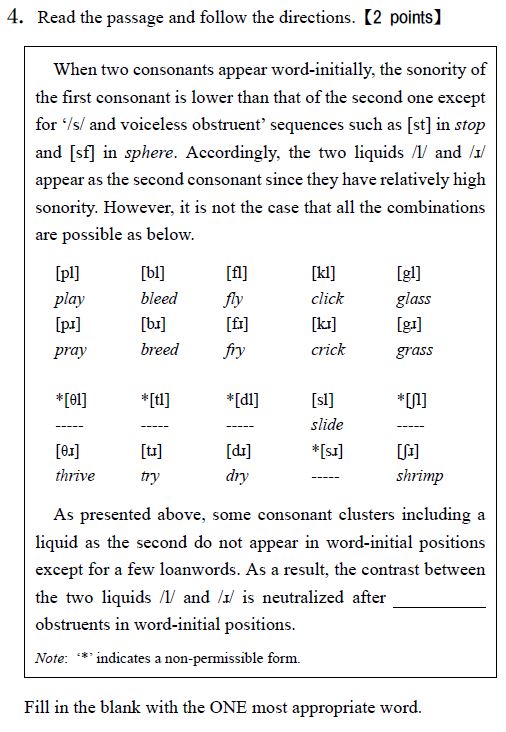 4. Read the passage and follow the directions. 【2 points】
When two consonants appear word-initially, the sonority of
the first consonant is lower than that of the second one except
for ‘/s/ and voiceless obstruent’ sequences such as [st] in stop
and [sf] in sphere. Accordingly, the two liquids /l/ and /ɹ/
appear as the second consonant since they have relatively high
sonority. However, it is not the case that all the combinations
are possible as below.
[pl] [bl] [fl] [kl] [gl]
play bleed fly click glass
[pɹ] [bɹ] [fɹ] [kɹ] [gɹ]
pray breed fry crick grass
*[θl] *[tl] *[dl] [sl] *[ʃl]
----- ----- ----- slide -----
[θɹ] [tɹ] [dɹ] *[sɹ] [ʃɹ]
thrive try dry ----- shrimp
As presented above, some consonant clusters including a
liquid as the second do not appear in word-initial positions
except for a few loanwords. As a result, the contrast between
the two liquids /l/ and /ɹ/ is neutralized after __________
obstruents in word-initial positions.
Note: ‘*’ indicates a non-permissible form.
Fill in the blank with the ONE most appropriate word.